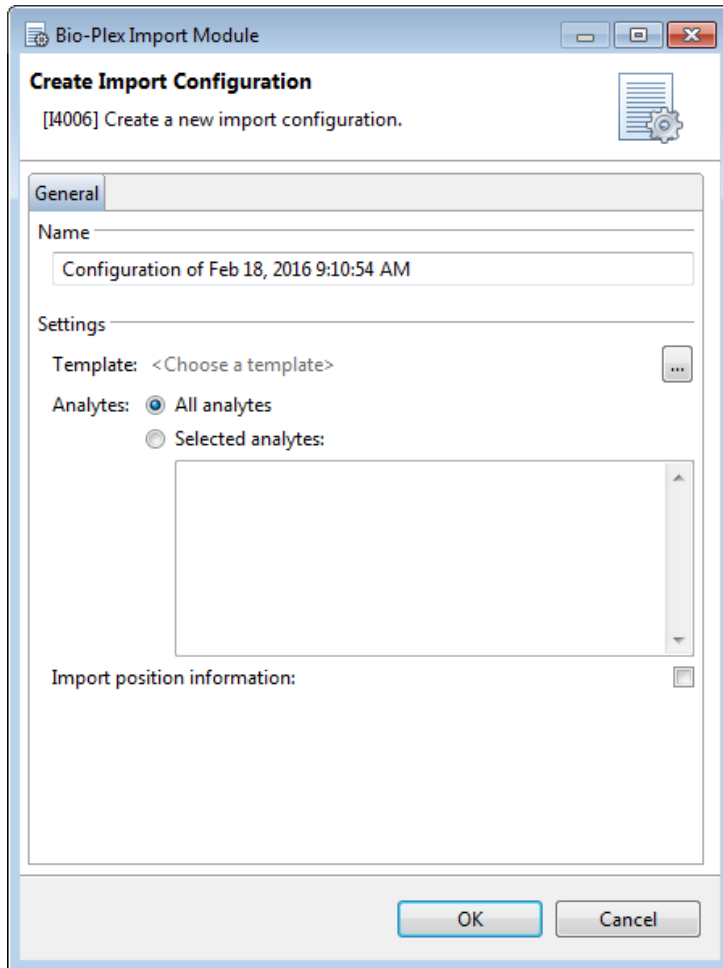 Bio-Plex Import Module
Create Import Configuration
[I4006] Create a new import configuration.
General
Name
Configuration of Feb 18, 2016 9:10:54 AM
Settings
Template: <Choose a template> ...
Analytes: All analytes
Selected analytes:
Import position information:
OK Cancel